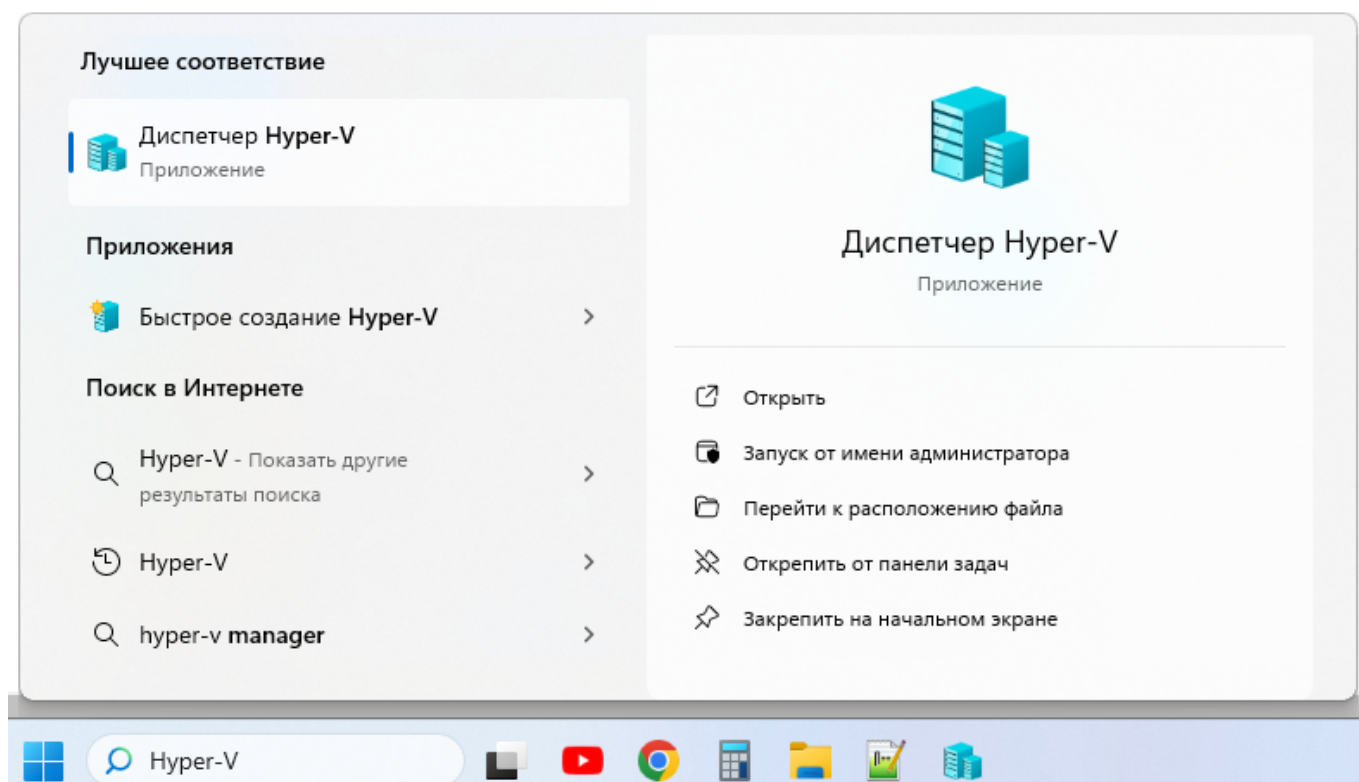 Лучшее соответствие
Диспетчер Hyper-V
Приложение
Приложения
Быстрое создание Hyper-V
Поиск в Интернете
Hyper-V - Показать другие
результаты поиска
Hyper-V
hyper-v manager
Диспетчер Hyper-V
Приложение
Открыть
Запуск от имени администратора
Перейти к расположению файла
Открепить от панели задач
Закрепить на начальном экране
Hyper-V